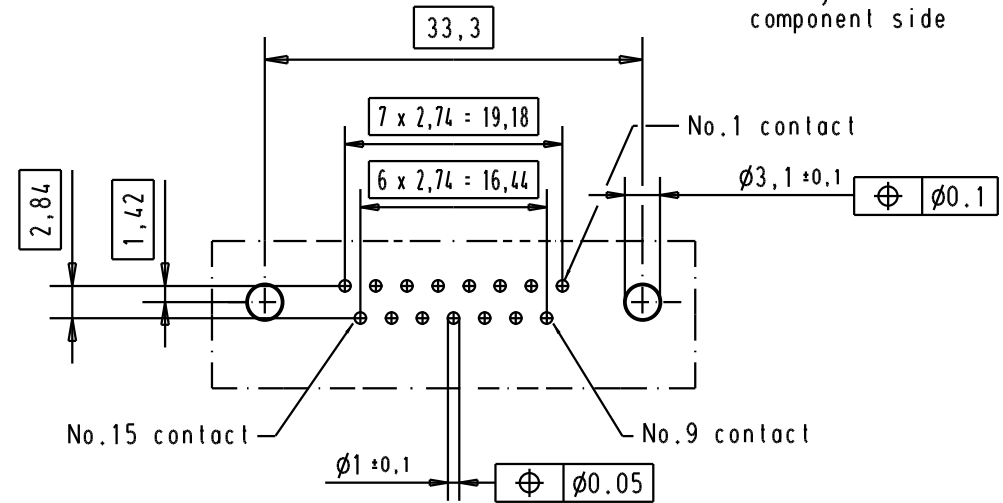 component side
33,3
7 x 2,74 = 19,18
No.1 contact
6 x 2,74 = 16,44
ø3,1 ±0,1
ø0.1
2,84
1,42
No.15 contact
No.9 contact
ø1 ±0,1
ø0.05